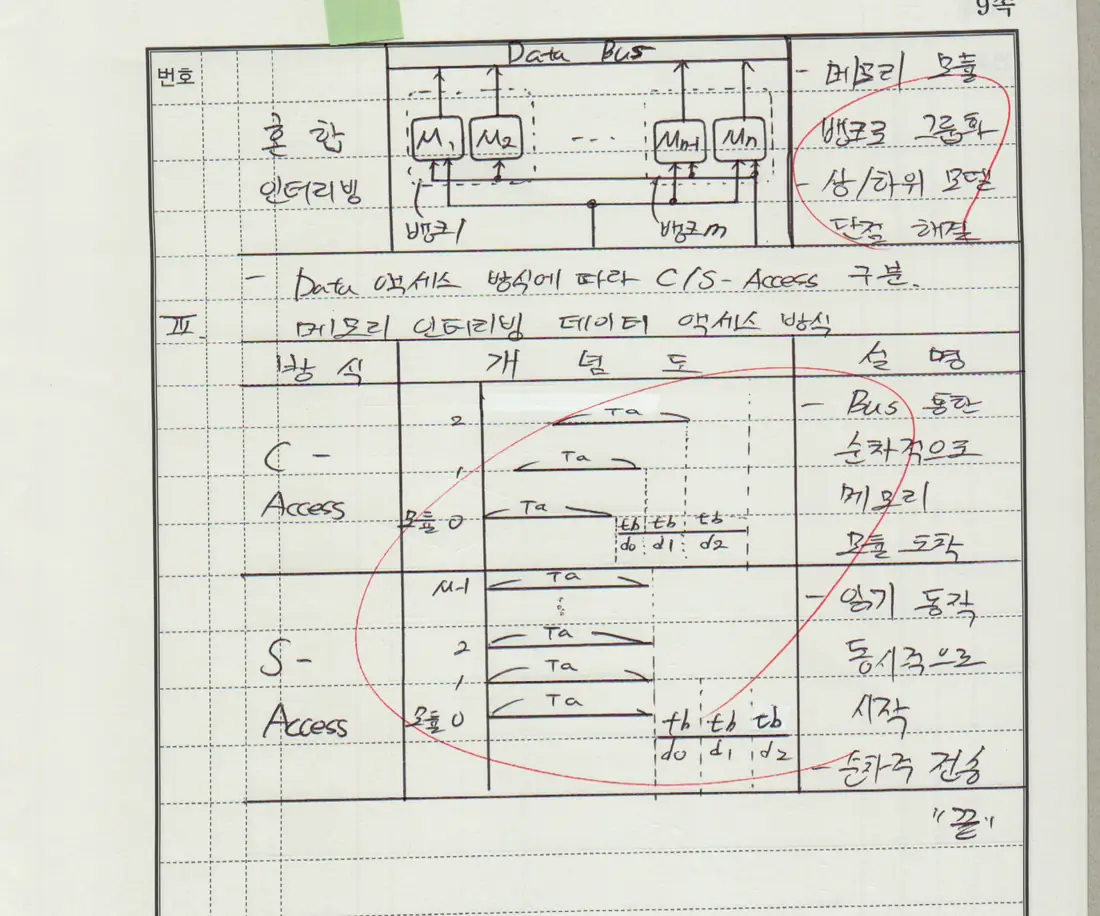 9쪽
번호
Data Bus
혼 합
인터리빙
M1 M2 ... Mn-1 Mn
뱅크1 뱅크m
- 메모리 모듈
뱅크로 그룹화
- 상/하위 모델
단점 해결
- Data 액세스 방식에 따라 C/S-Access 구분.
Ⅲ. 메모리 인터리빙 데이터 액세스 방식
방 식 개 념 도 설 명
C -
Access
2 Ta
1 Ta
모듈 0 Ta
tb tb tb
d0 d1 d2
- Bus 통한
순차적으로
메모리
모듈 도착
S -
Access
M-1 Ta
2 Ta
1 Ta
모듈 0 Ta
tb tb tb
d0 d1 d2
- 읽기 동작
동시적으로
시작
- 순차적 전송
"끝"